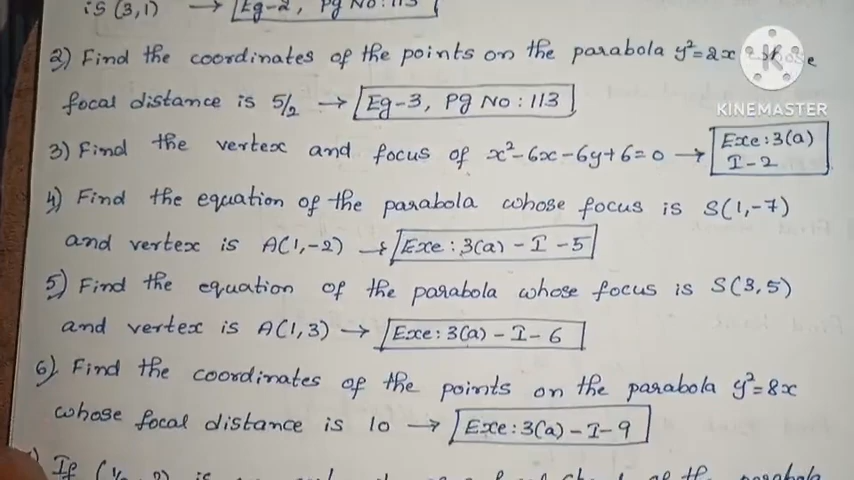 is (3,1) → Eg-2, Pg No:113
2) Find the coordinates of the points on the parabola y²=2x
focal distance is 5/2 → Eg-3, Pg No:113
KINEMASTER
3) Find the vertex and focus of x²-6x-6y+6=0 → Exe:3(a)
I-2
4) Find the equation of the parabola whose focus is S(1,-7)
and vertex is A(1,-2) → Exe:3(a)-I-5
5) Find the equation of the parabola whose focus is S(3,5)
and vertex is A(1,3) → Exe:3(a)-I-6
6) Find the coordinates of the points on the parabola y²=8x
whose focal distance is 10 → Exe:3(a)-I-9
If is of the parabola